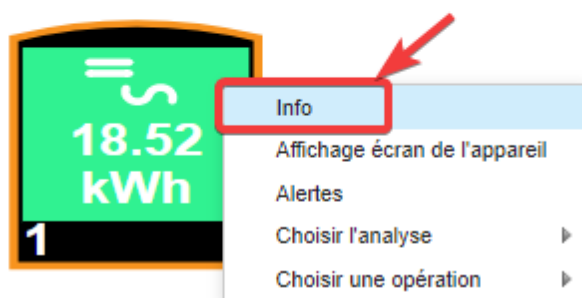 18.52
kWh
1
Info
Affichage écran de l'appareil
Alertes
Choisir l'analyse
Choisir une opération